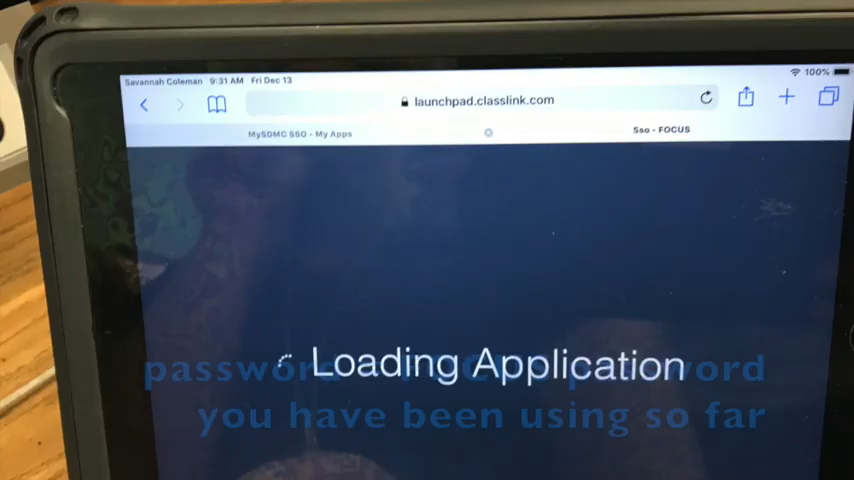 Savannah Coleman 9:31 AM Fri Dec 13 100%
launchpad.classlink.com
MySDMC SSO - My Apps Sso - FOCUS
Loading Application
password password
you have been using so far